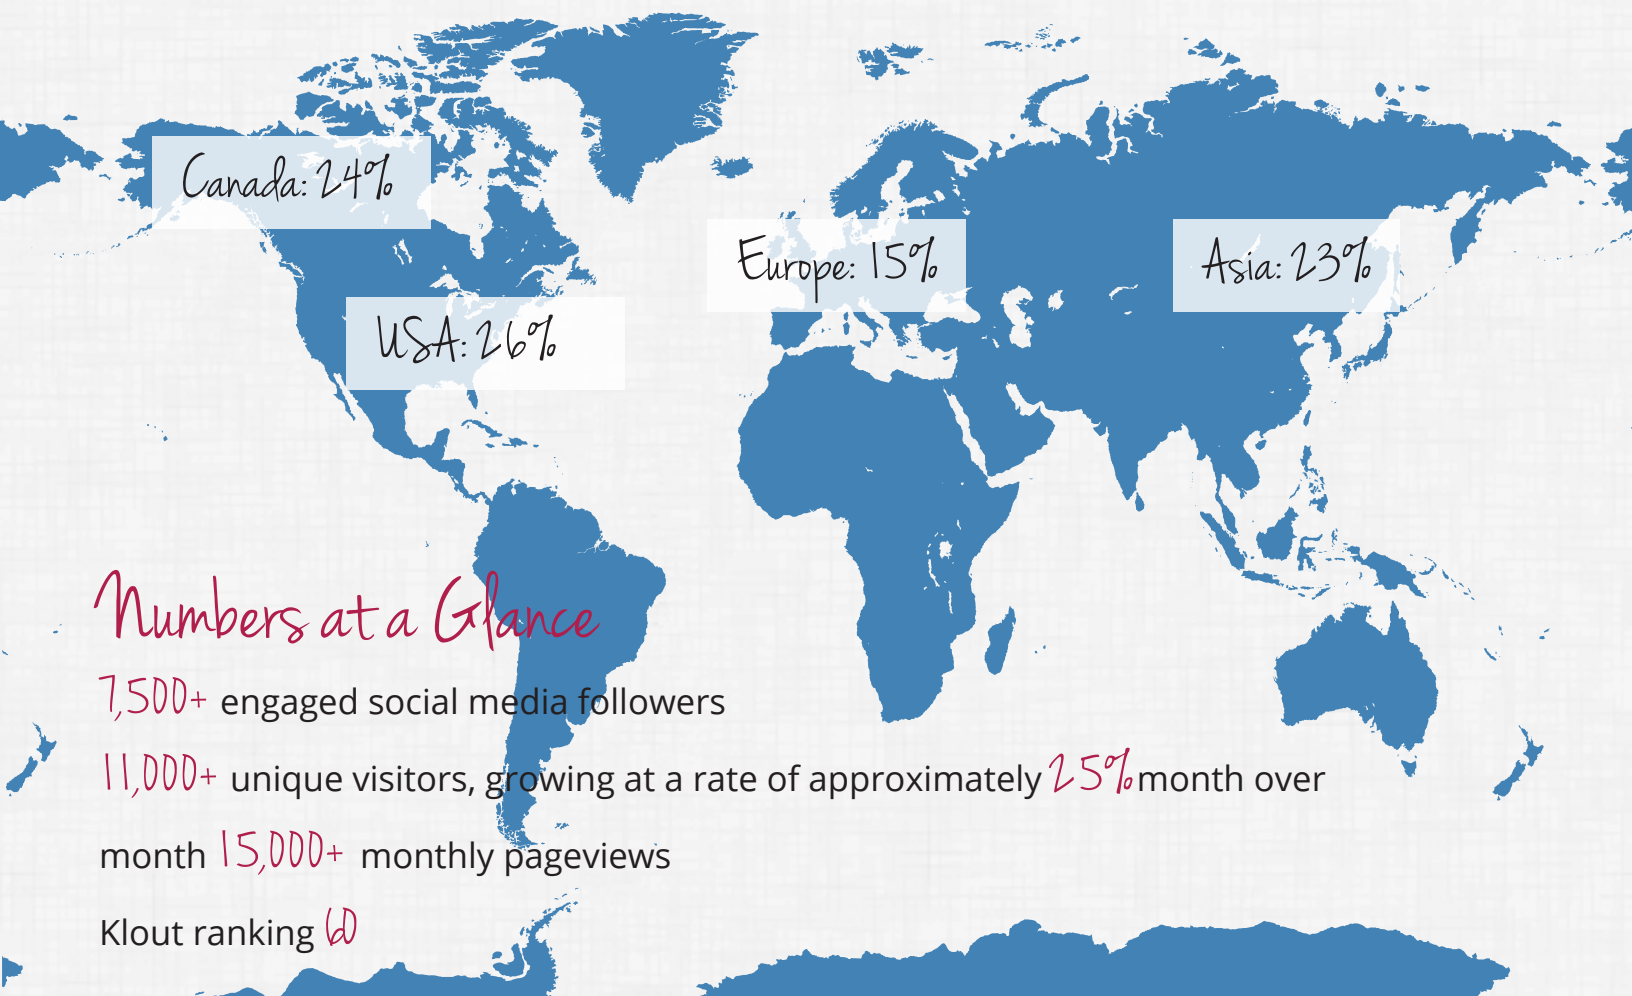 Canada: 24%
Europe: 15%
Asia: 23%
USA: 26%
Numbers at a Glance
7,500+ engaged social media followers
11,000+ unique visitors, growing at a rate of approximately 25% month over
month 15,000+ monthly pageviews
Klout ranking 60